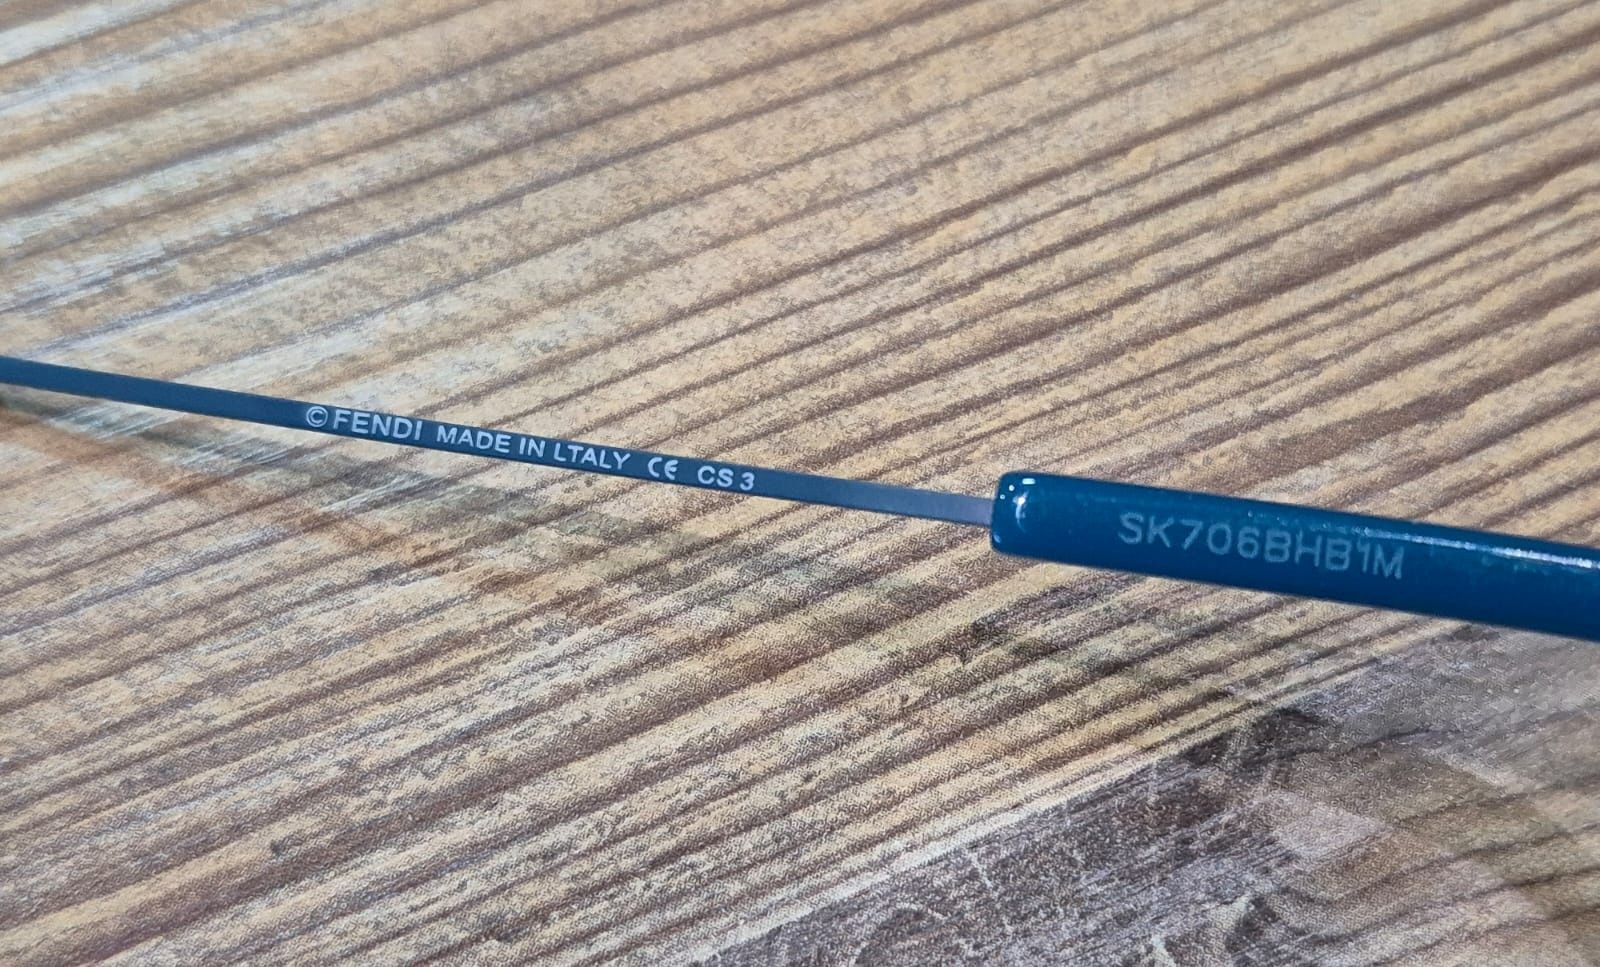 ©FENDI MADE IN LTALY CE CS 3
SK706BHB1M